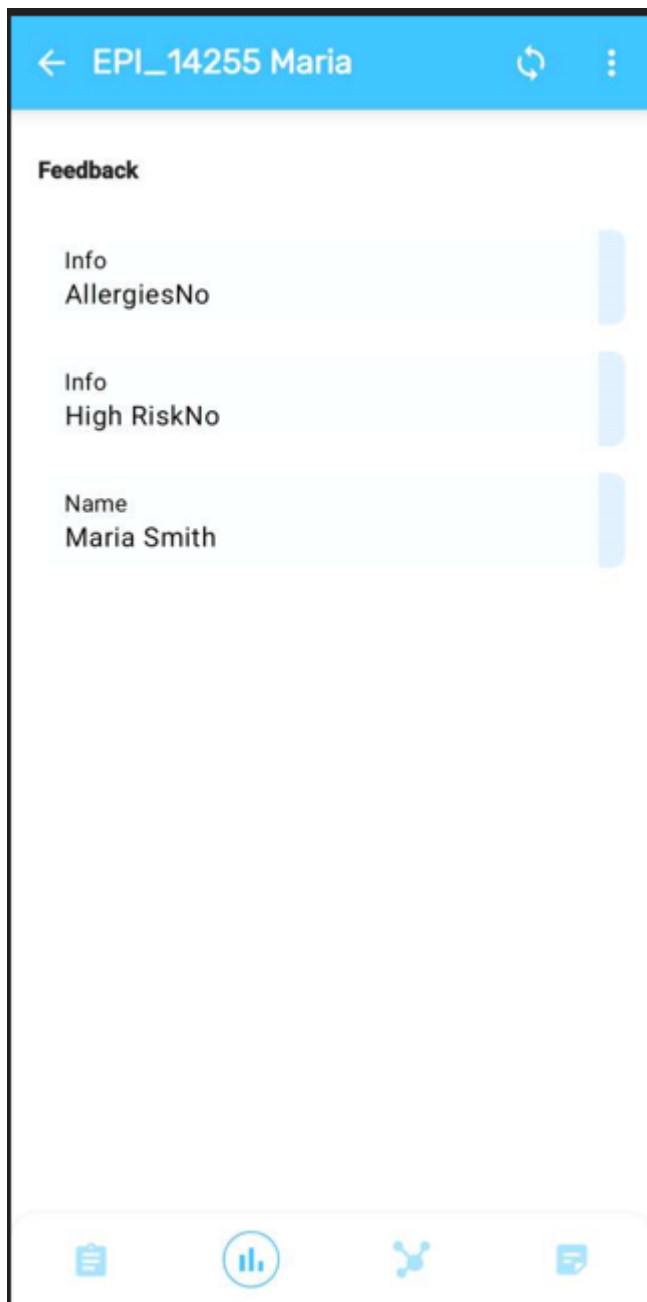 EPI_14255 Maria
Feedback
Info
AllergiesNo
Info
High RiskNo
Name
Maria Smith